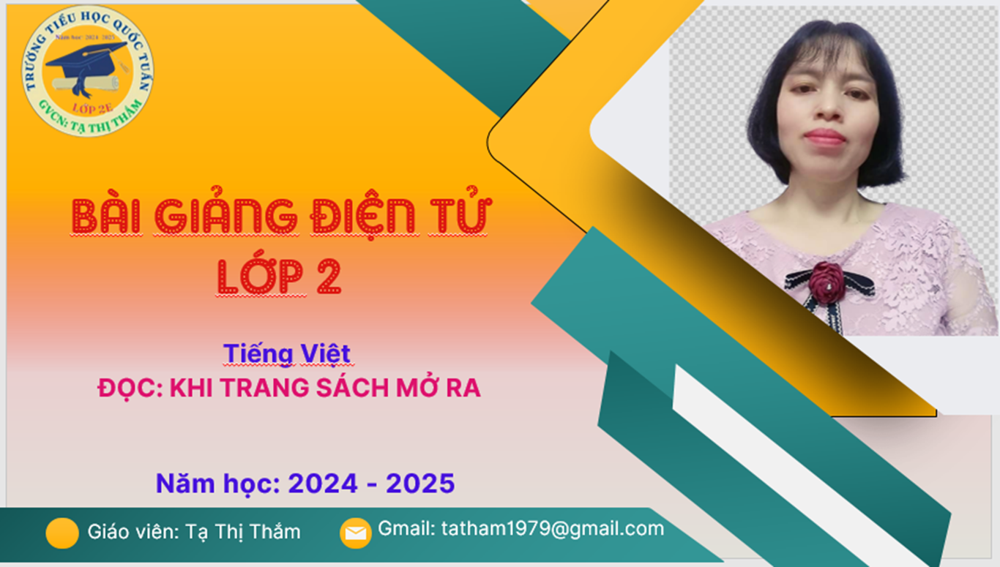 TRƯỜNG TIỂU HỌC QUỐC TUẤN
Năm học: 2024 2025
LỚP 2E
GVCN: TẠ THỊ THẮM
BÀI GIẢNG ĐIỆN TỬ
LỚP 2
Tiếng Việt
ĐỌC: KHI TRANG SÁCH MỞ RA
Năm học: 2024 - 2025
Giáo viên: Tạ Thị Thắm
Gmail: tatham1979@gmail.com